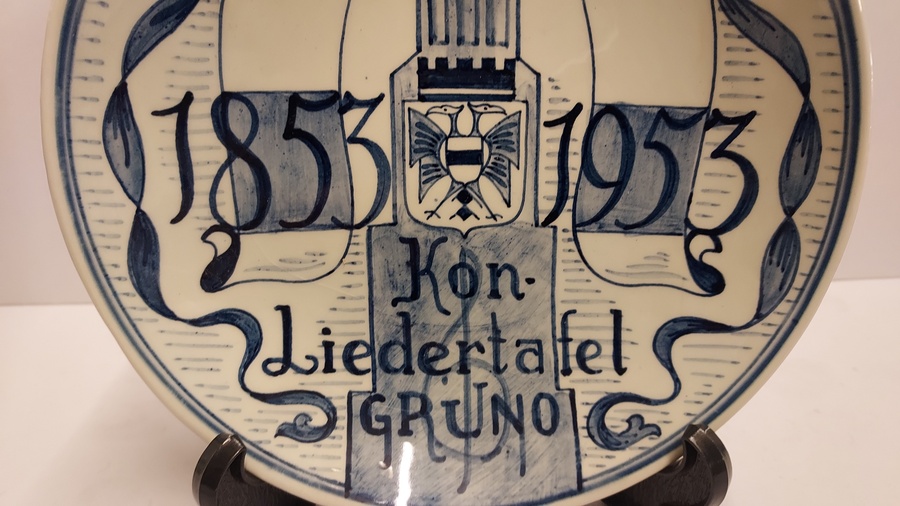 1853 1953
Kon.
Liedertafel
GRUNO